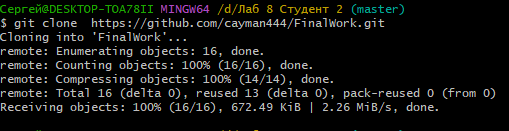 Сергей@DESKTOP-TOA78II MINGW64 /d/Лаб 8 Студент 2 (master)
$ git clone  https://github.com/cayman444/FinalWork.git
Cloning into 'FinalWork'...
remote: Enumerating objects: 16, done.
remote: Counting objects: 100% (16/16), done.
remote: Compressing objects: 100% (14/14), done.
remote: Total 16 (delta 0), reused 13 (delta 0), pack-reused 0 (from 0)
Receiving objects: 100% (16/16), 672.49 KiB | 2.26 MiB/s, done.